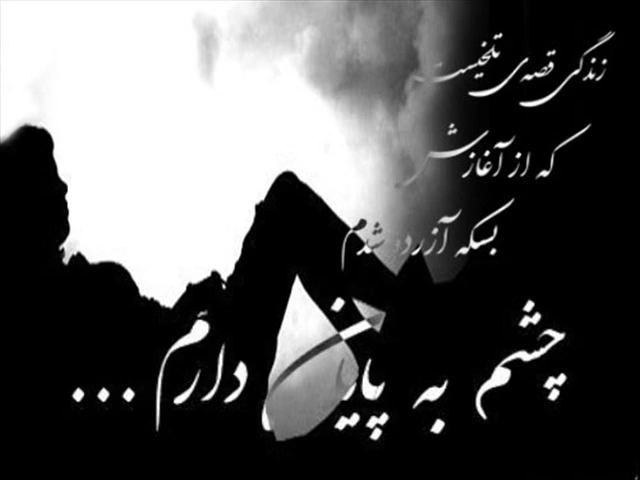 زندگی قصه‌ی تلخیست
که از آغازش
بسکه آزرده شدم
چشم به پایان دارم ...